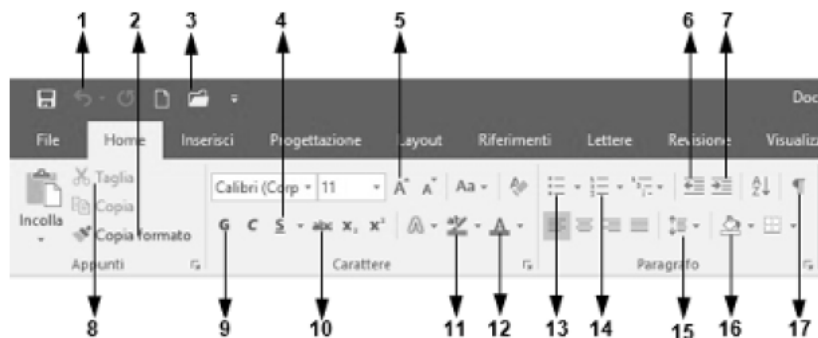 1 2 3 4 5 6 7
Doc
File Home Inserisci Progettazione Layout Riferimenti Lettere Revisione Visualizz
Taglia
Calibri (Corp 11 A A Aa
Copia
Incolla
Copia formato
G C S abc X₂ X² A ab A
Appunti Carattere Paragrafo
8 9 10 11 12 13 14 15 16 17